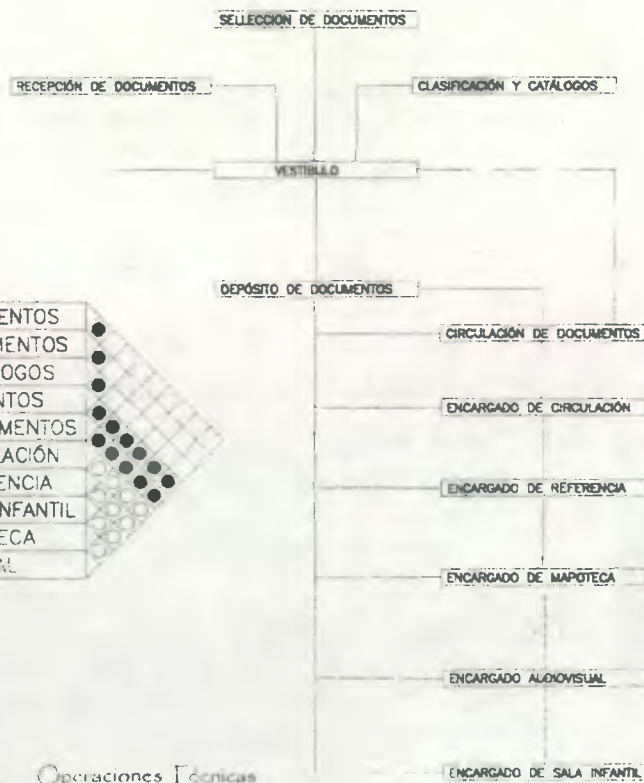 SELLECCION DE DOCUMENTOS
RECEPCIÓN DE DOCUMENTOS
CLASIFICACIÓN Y CATÁLOGOS
VESTIBULO
DEPÓSITO DE DOCUMENTOS
CIRCULACIÓN DE DOCUMENTOS
ENCARGADO DE CIRCULACIÓN
ENCARGADO DE REFERENCIA
ENCARGADO DE MAPOTECA
ENCARGADO AUDIOVISUAL
ENCARGADO DE SALA INFANTIL
ENTOS
MENTOS
OGOS
NTOS
UMENTOS
LACIÓN
ENCIA
INFANTIL
ECA
AL
Operaciones Técnicas